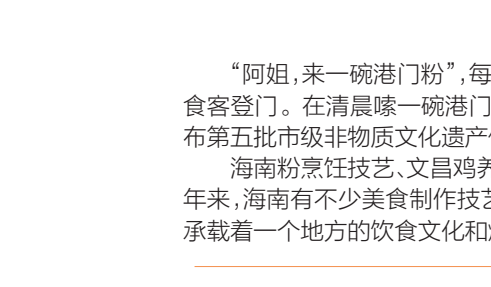 “阿姐，来一碗港门粉”，每
食客登门。在清晨嗦一碗港门
布第五批市级非物质文化遗产
海南粉烹饪技艺、文昌鸡养
年来，海南有不少美食制作技艺
承载着一个地方的饮食文化和